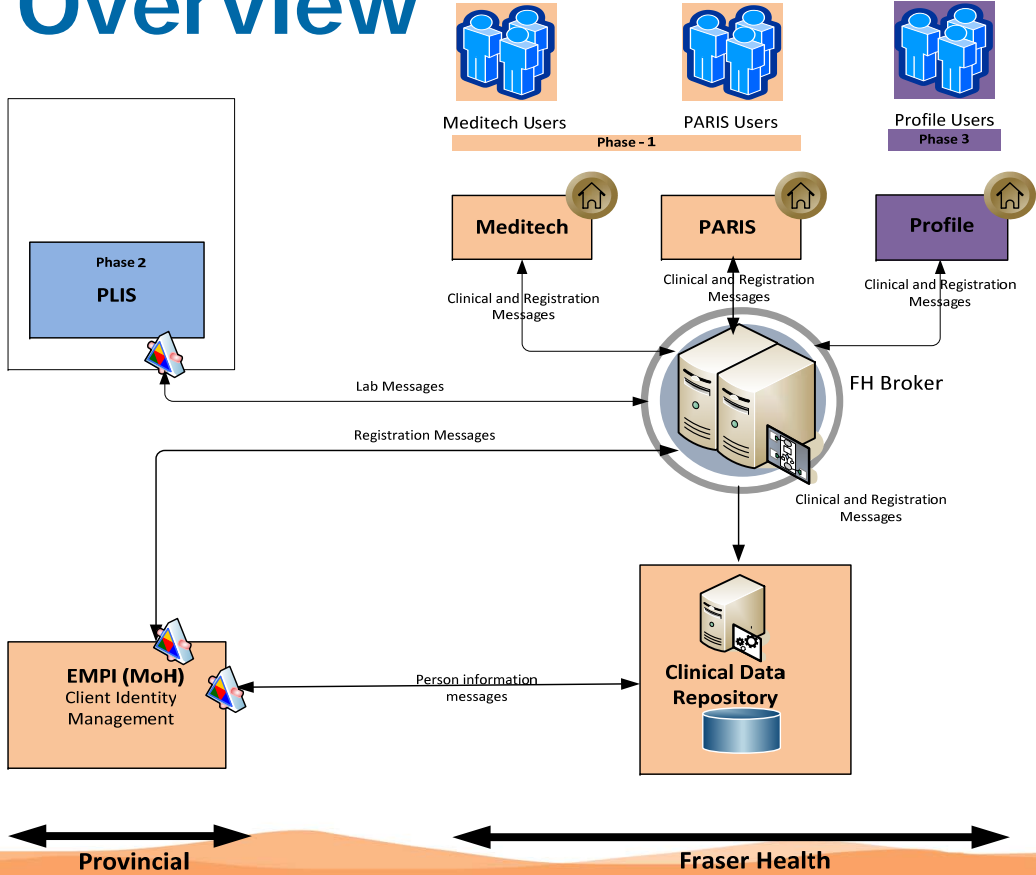 Overview
Meditech Users
PARIS Users
Profile Users
Phase - 1
Phase 3
Meditech
PARIS
Profile
Phase 2
PLIS
Clinical and Registration
Messages
Clinical and Registration
Messages
Clinical and Registration
Messages
FH Broker
Lab Messages
Registration Messages
Clinical and Registration
Messages
EMPI (MoH)
Client Identity
Management
Person information
messages
Clinical Data
Repository
Provincial
Fraser Health